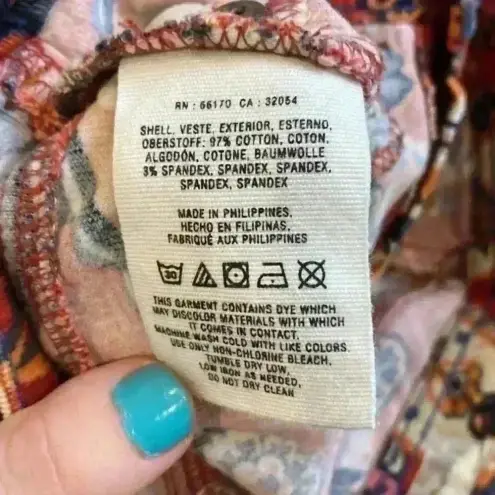 RN : 66170 CA : 32054
SHELL, VESTE, EXTERIOR, ESTERNO,
OBERSTOFF: 97% COTTON, COTON,
ALGODÓN, COTONE, BAUMWOLLE
3% SPANDEX, SPANDEX, SPANDEX,
SPANDEX, SPANDEX
MADE IN PHILIPPINES,
HECHO EN FILIPINAS,
FABRIQUÉ AUX PHILIPPINES
30
THIS GARMENT CONTAINS DYE WHICH
MAY DISCOLOR MATERIALS WITH WHICH
IT COMES IN CONTACT.
MACHINE WASH COLD WITH LIKE COLORS.
USE ONLY NON-CHLORINE BLEACH,
TUMBLE DRY LOW,
LOW IRON AS NEEDED,
DO NOT DRY CLEAN